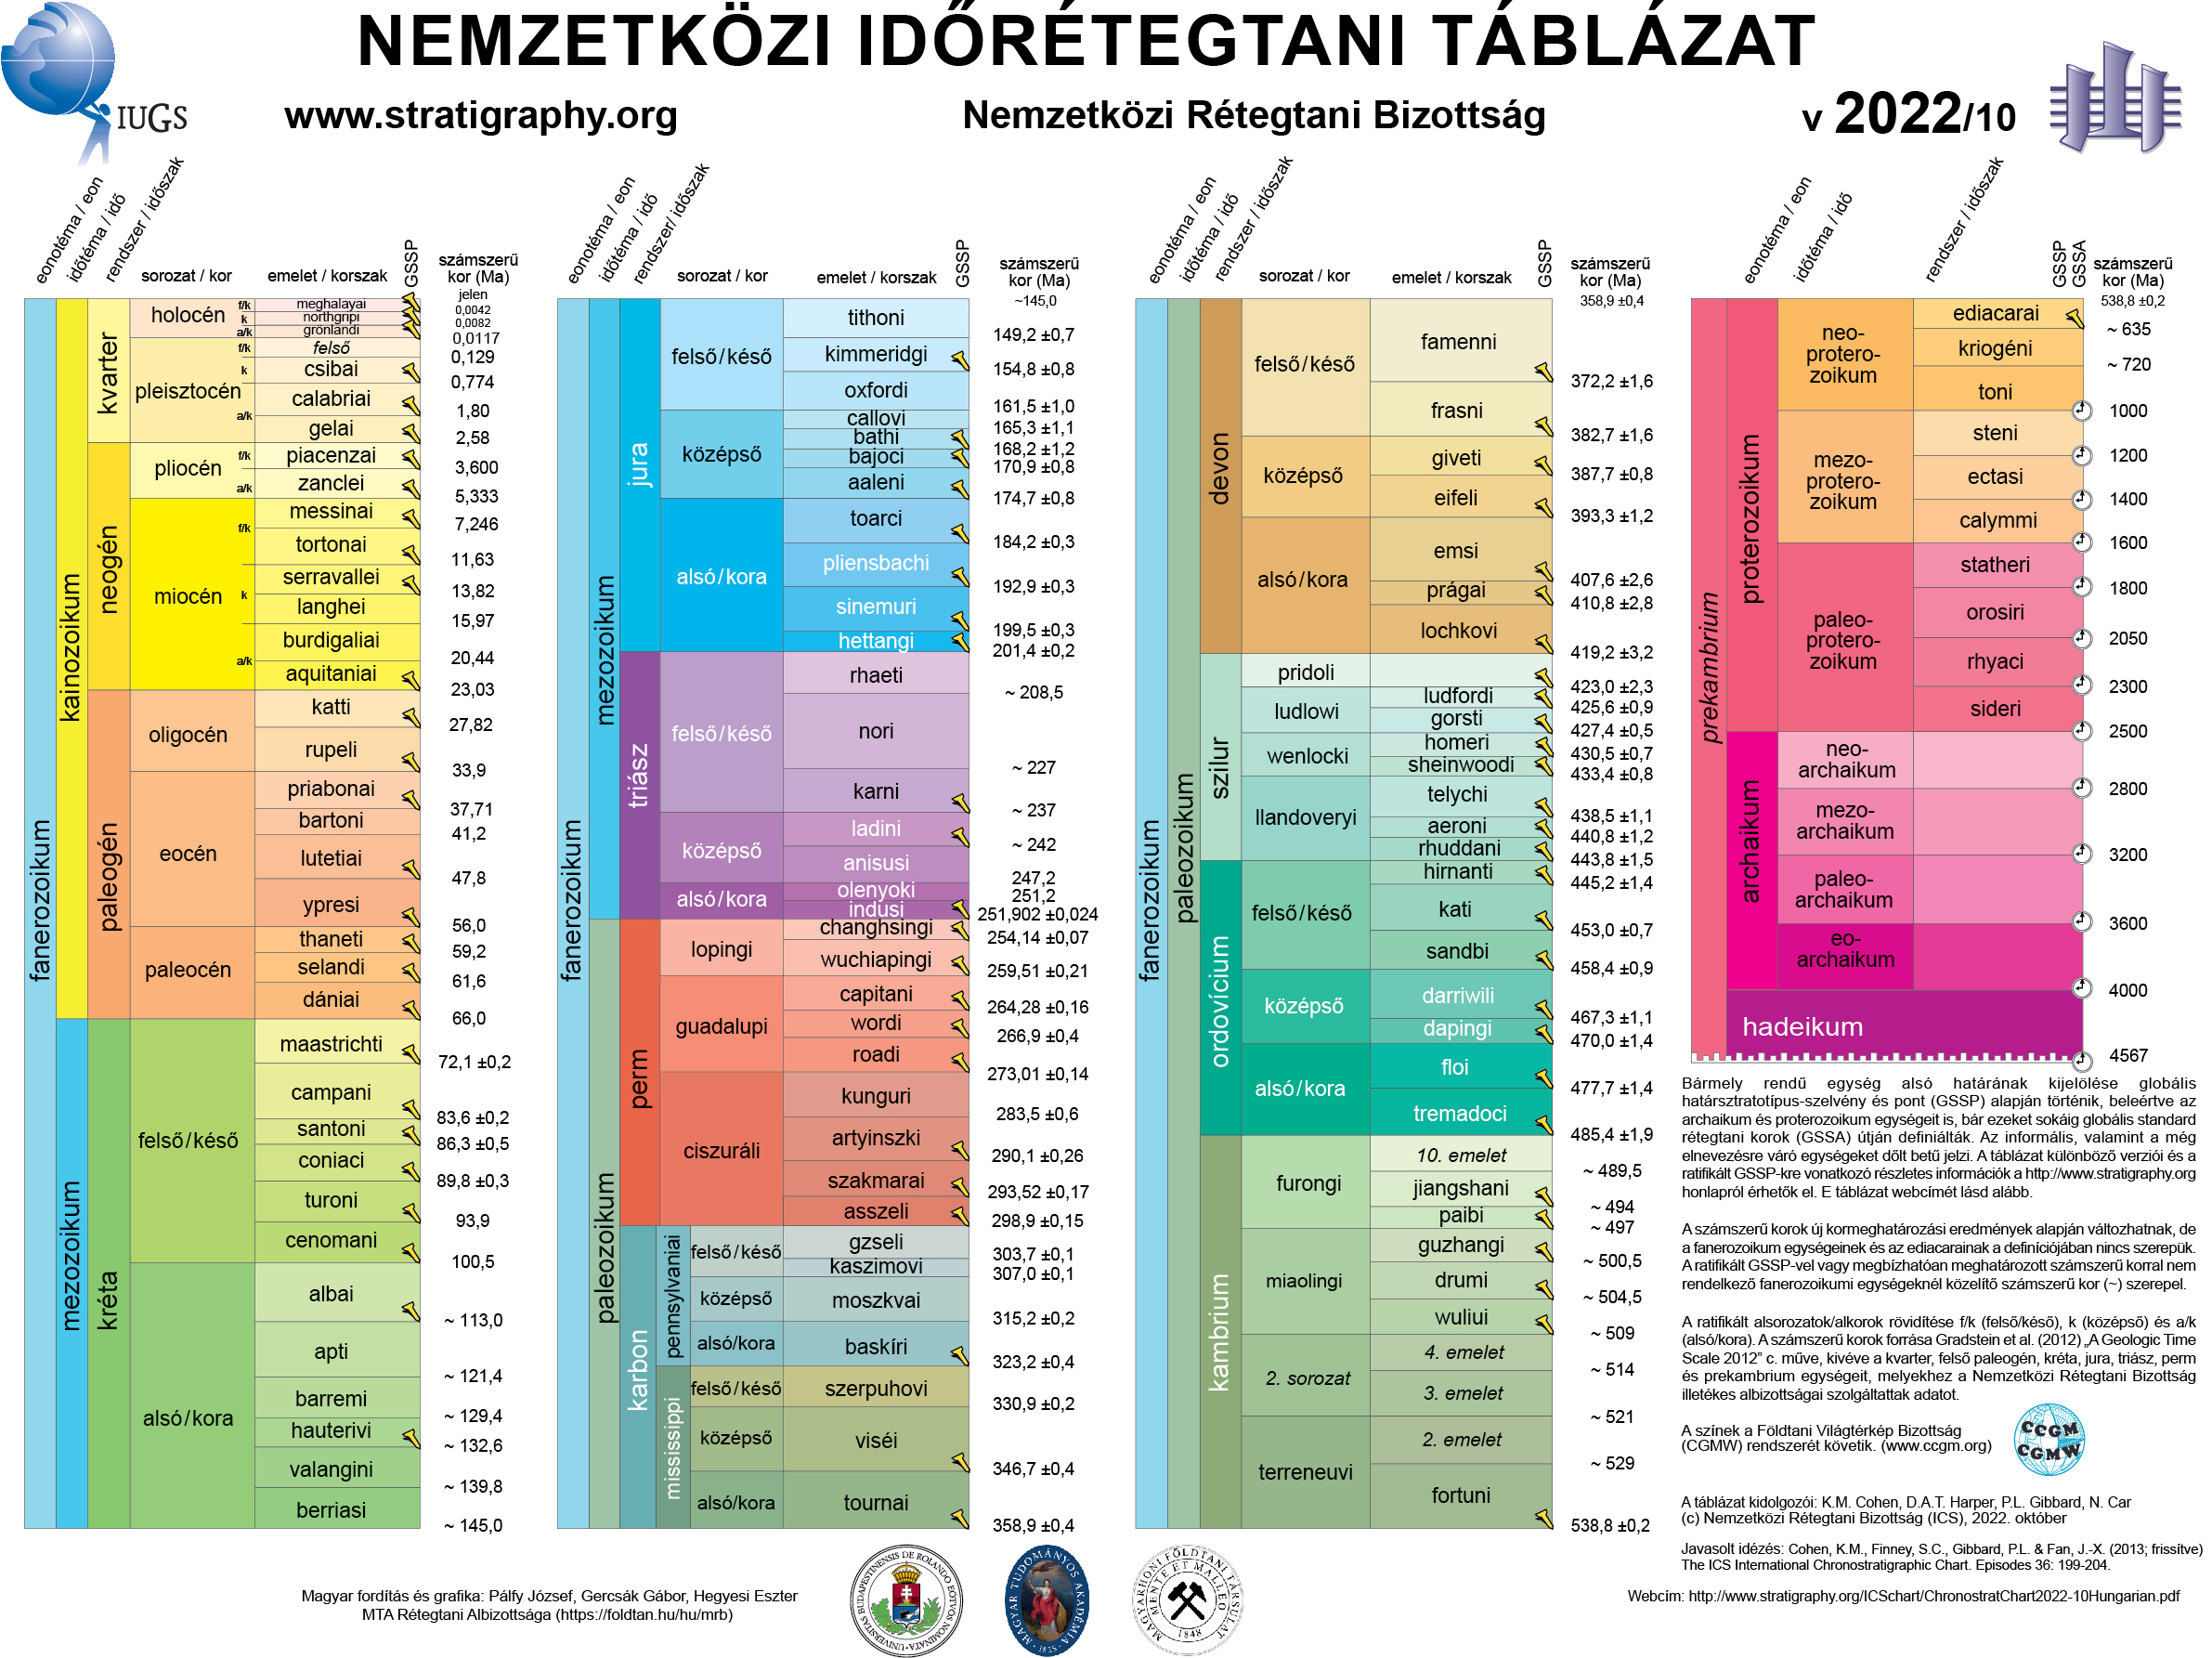 NEMZETKÖZI IDŐRÉTEGTANI TÁBLÁZAT
IUGS
www.stratigraphy.org
Nemzetközi Rétegtani Bizottság
v 2022/10
eonotéma / eon
időtéma / idő
rendszer / időszak
sorozat / kor
emelet / korszak
GSSP
számszerű
kor (Ma)
jelen
fanerozoikum
kainozoikum
kvarter
holocén
f/k
meghalayai
0,0042
k
northgripi
0,0082
a/k
grönlandi
0,0117
pleisztocén
f/k
felső
0,129
k
csibai
0,774
calabriai
1,80
a/k
gelai
2,58
neogén
pliocén
f/k
piacenzai
3,600
a/k
zanclei
5,333
miocén
messinai
7,246
f/k
tortonai
11,63
serravallei
13,82
k
langhei
15,97
burdigaliai
20,44
a/k
aquitaniai
23,03
paleogén
oligocén
katti
27,82
rupeli
33,9
eocén
priabonai
37,71
bartoni
41,2
lutetiai
47,8
ypresi
56,0
paleocén
thaneti
59,2
selandi
61,6
dániai
66,0
mezozoikum
kréta
felső/késő
maastrichti
72,1 ±0,2
campani
83,6 ±0,2
santoni
86,3 ±0,5
coniaci
89,8 ±0,3
turoni
93,9
cenomani
100,5
alsó/kora
albai
~ 113,0
apti
~ 121,4
barremi
~ 129,4
hauterivi
~ 132,6
valangini
~ 139,8
berriasi
~ 145,0
eonotéma / eon
időtéma / idő
rendszer/ időszak
sorozat / kor
emelet / korszak
GSSP
számszerű
kor (Ma)
~145,0
fanerozoikum
mezozoikum
jura
felső/késő
tithoni
149,2 ±0,7
kimmeridgi
154,8 ±0,8
oxfordi
161,5 ±1,0
középső
callovi
165,3 ±1,1
bathi
168,2 ±1,2
bajoci
170,9 ±0,8
aaleni
174,7 ±0,8
alsó/kora
toarci
184,2 ±0,3
pliensbachi
192,9 ±0,3
sinemuri
199,5 ±0,3
hettangi
201,4 ±0,2
triász
felső/késő
rhaeti
~ 208,5
nori
~ 227
karni
~ 237
középső
ladini
~ 242
anisusi
247,2
alsó/kora
olenyoki
251,2
indusi
251,902 ±0,024
paleozoikum
perm
lopingi
changhsingi
254,14 ±0,07
wuchiapingi
259,51 ±0,21
guadalupi
capitani
264,28 ±0,16
wordi
266,9 ±0,4
roadi
273,01 ±0,14
ciszuráli
kunguri
283,5 ±0,6
artyinszki
290,1 ±0,26
szakmarai
293,52 ±0,17
asszeli
298,9 ±0,15
karbon
pennsylvaniai
felső/késő
gzseli
303,7 ±0,1
kaszimovi
307,0 ±0,1
középső
moszkvai
315,2 ±0,2
alsó/kora
baskíri
323,2 ±0,4
mississippi
felső/késő
szerpuhovi
330,9 ±0,2
középső
viséi
346,7 ±0,4
alsó/kora
tournai
358,9 ±0,4
eonotéma / eon
időtéma / idő
rendszer / időszak
sorozat / kor
emelet / korszak
GSSP
számszerű
kor (Ma)
358,9 ±0,4
fanerozoikum
paleozoikum
devon
felső/késő
famenni
372,2 ±1,6
frasni
382,7 ±1,6
középső
giveti
387,7 ±0,8
eifeli
393,3 ±1,2
alsó/kora
emsi
407,6 ±2,6
prágai
410,8 ±2,8
lochkovi
419,2 ±3,2
szilur
pridoli
423,0 ±2,3
ludlowi
ludfordi
425,6 ±0,9
gorsti
427,4 ±0,5
wenlocki
homeri
430,5 ±0,7
sheinwoodi
433,4 ±0,8
llandoveryi
telychi
438,5 ±1,1
aeroni
440,8 ±1,2
rhuddani
443,8 ±1,5
ordovícium
felső/késő
hirnanti
445,2 ±1,4
kati
453,0 ±0,7
sandbi
458,4 ±0,9
középső
darriwili
467,3 ±1,1
dapingi
470,0 ±1,4
alsó/kora
floi
477,7 ±1,4
tremadoci
485,4 ±1,9
kambrium
furongi
10. emelet
~ 489,5
jiangshani
~ 494
paibi
~ 497
miaolingi
guzhangi
~ 500,5
drumi
~ 504,5
wuliui
~ 509
2. sorozat
4. emelet
~ 514
3. emelet
~ 521
terreneuvi
2. emelet
~ 529
fortuni
538,8 ±0,2
eonotéma / eon
időtéma / idő
rendszer / időszak
GSSP
GSSA
számszerű
kor (Ma)
538,8 ±0,2
prekambrium
proterozoikum
neo-
protero-
zoikum
ediacarai
~ 635
kriogéni
~ 720
toni
1000
mezo-
protero-
zoikum
steni
1200
ectasi
1400
calymmi
1600
paleo-
protero-
zoikum
statheri
1800
orosiri
2050
rhyaci
2300
sideri
2500
archaikum
neo-
archaikum
2800
mezo-
archaikum
3200
paleo-
archaikum
3600
eo-
archaikum
4000
hadeikum
4567
Bármely rendű egység alsó határának kijelölése globális
határsztratotípus-szelvény és pont (GSSP) alapján történik, beleértve az
archaikum és proterozoikum egységeit is, bár ezeket sokáig globális standard
rétegtani korok (GSSA) útján definiálták. Az informális, valamint a még
elnevezésre váró egységeket dőlt betű jelzi. A táblázat különböző verziói és a
ratifikált GSSP-kre vonatkozó részletes információk a http://www.stratigraphy.org
honlapról érhetők el. E táblázat webcímét lásd alább.
A számszerű korok új kormeghatározási eredmények alapján változhatnak, de
a fanerozoikum egységeinek és az ediacarainak a definíciójában nincs szerepük.
A ratifikált GSSP-vel vagy megbízhatóan meghatározott számszerű korral nem
rendelkező fanerozoikumi egységeknél közelítő számszerű kor (~) szerepel.
A ratifikált alsorozatok/alkorok rövidítése f/k (felső/késő), k (középső) és a/k
(alsó/kora). A számszerű korok forrása Gradstein et al. (2012) „A Geologic Time
Scale 2012” c. műve, kivéve a kvarter, felső paleogén, kréta, jura, triász, perm
és prekambrium egységeit, melyekhez a Nemzetközi Rétegtani Bizottság
illetékes albizottságai szolgáltattak adatot.
A színek a Földtani Világtérkép Bizottság
(CGMW) rendszerét követik. (www.ccgm.org)
CCGM
CGMW
A táblázat kidolgozói: K.M. Cohen, D.A.T. Harper, P.L. Gibbard, N. Car
(c) Nemzetközi Rétegtani Bizottság (ICS), 2022. október
Javasolt idézés: Cohen, K.M., Finney, S.C., Gibbard, P.L. & Fan, J.-X. (2013; frissítve)
The ICS International Chronostratigraphic Chart. Episodes 36: 199-204.
Webcím: http://www.stratigraphy.org/ICSchart/ChronostratChart2022-10Hungarian.pdf
Magyar fordítás és grafika: Pálfy József, Gercsák Gábor, Hegyesi Eszter
MTA Rétegtani Albizottsága (https://foldtan.hu/hu/mrb)
UNIVERSITAS BUDAPESTINENSIS DE ROLANDO EÖTVÖS NOMINATA
MAGYAR TUDOMÁNYOS AKADÉMIA
· 1825 ·
MAGYARHONI FÖLDTANI TÁRSULAT
MENTE ET MALLEO
1848